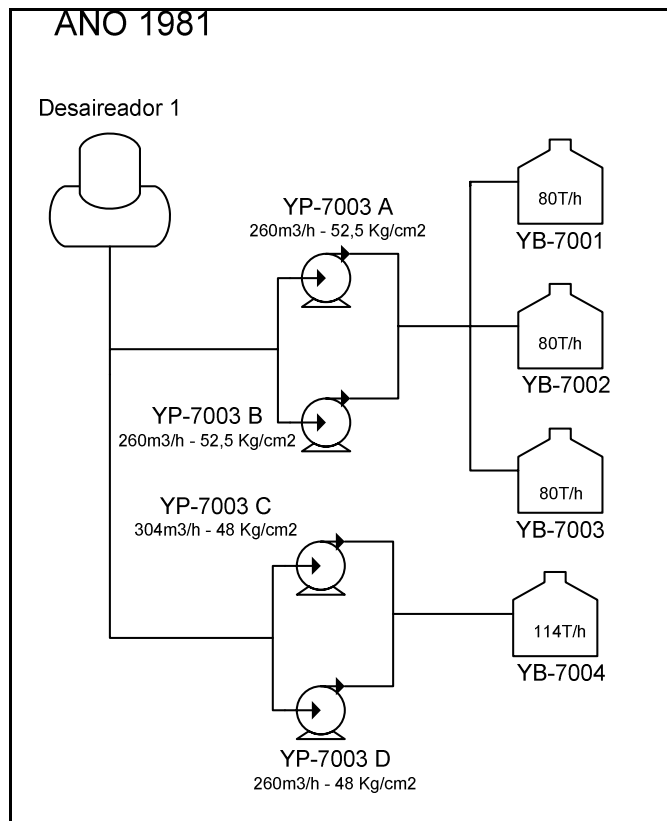 ANO 1981
Desaireador 1
YP-7003 A
260m3/h - 52,5 Kg/cm2
80T/h
YB-7001
80T/h
YB-7002
YP-7003 B
260m3/h - 52,5 Kg/cm2
80T/h
YB-7003
YP-7003 C
304m3/h - 48 Kg/cm2
114T/h
YB-7004
YP-7003 D
260m3/h - 48 Kg/cm2